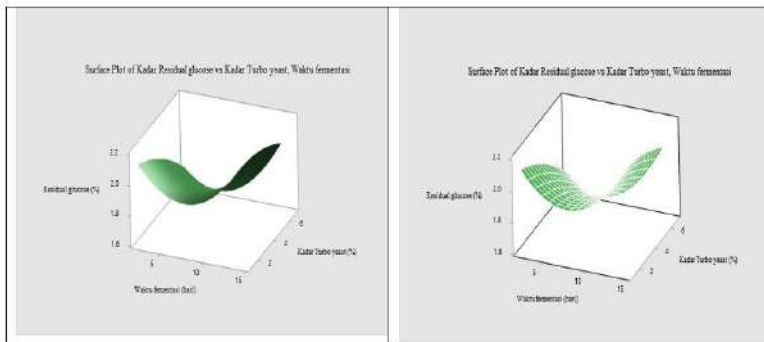 Surface Plot of Kadar Residual glucose vs Kadar Turbo yeast, Waktu fermentasi
2.2
2.0
1.8
1.6
Residual glucose (%)
6
4
2
Kadar Turbo yeast (%)
5
10
15
Waktu fermentasi (hari)
Surface Plot of Kadar Residual glucose vs Kadar Turbo yeast, Waktu fermentasi
2.2
2.0
1.8
1.6
Residual glucose (%)
6
4
2
Kadar Turbo yeast (%)
5
10
15
Waktu fermentasi (hari)